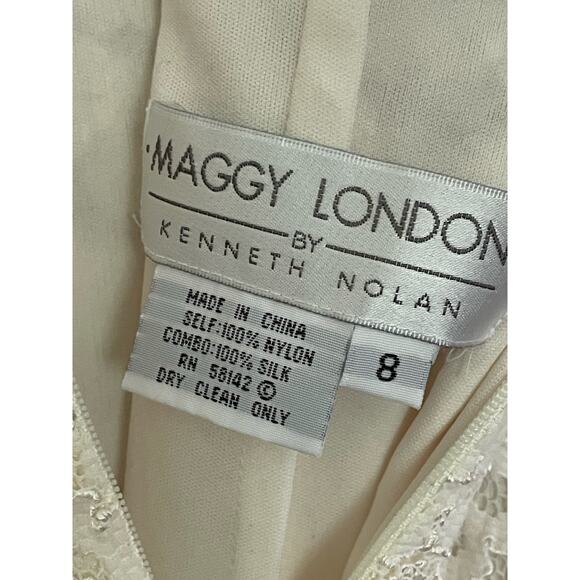 MAGGY LONDON
BY
KENNETH NOLAN
MADE IN CHINA
SELF:100% NYLON
COMBO:100% SILK
RN 58142 ©
DRY CLEAN ONLY
8